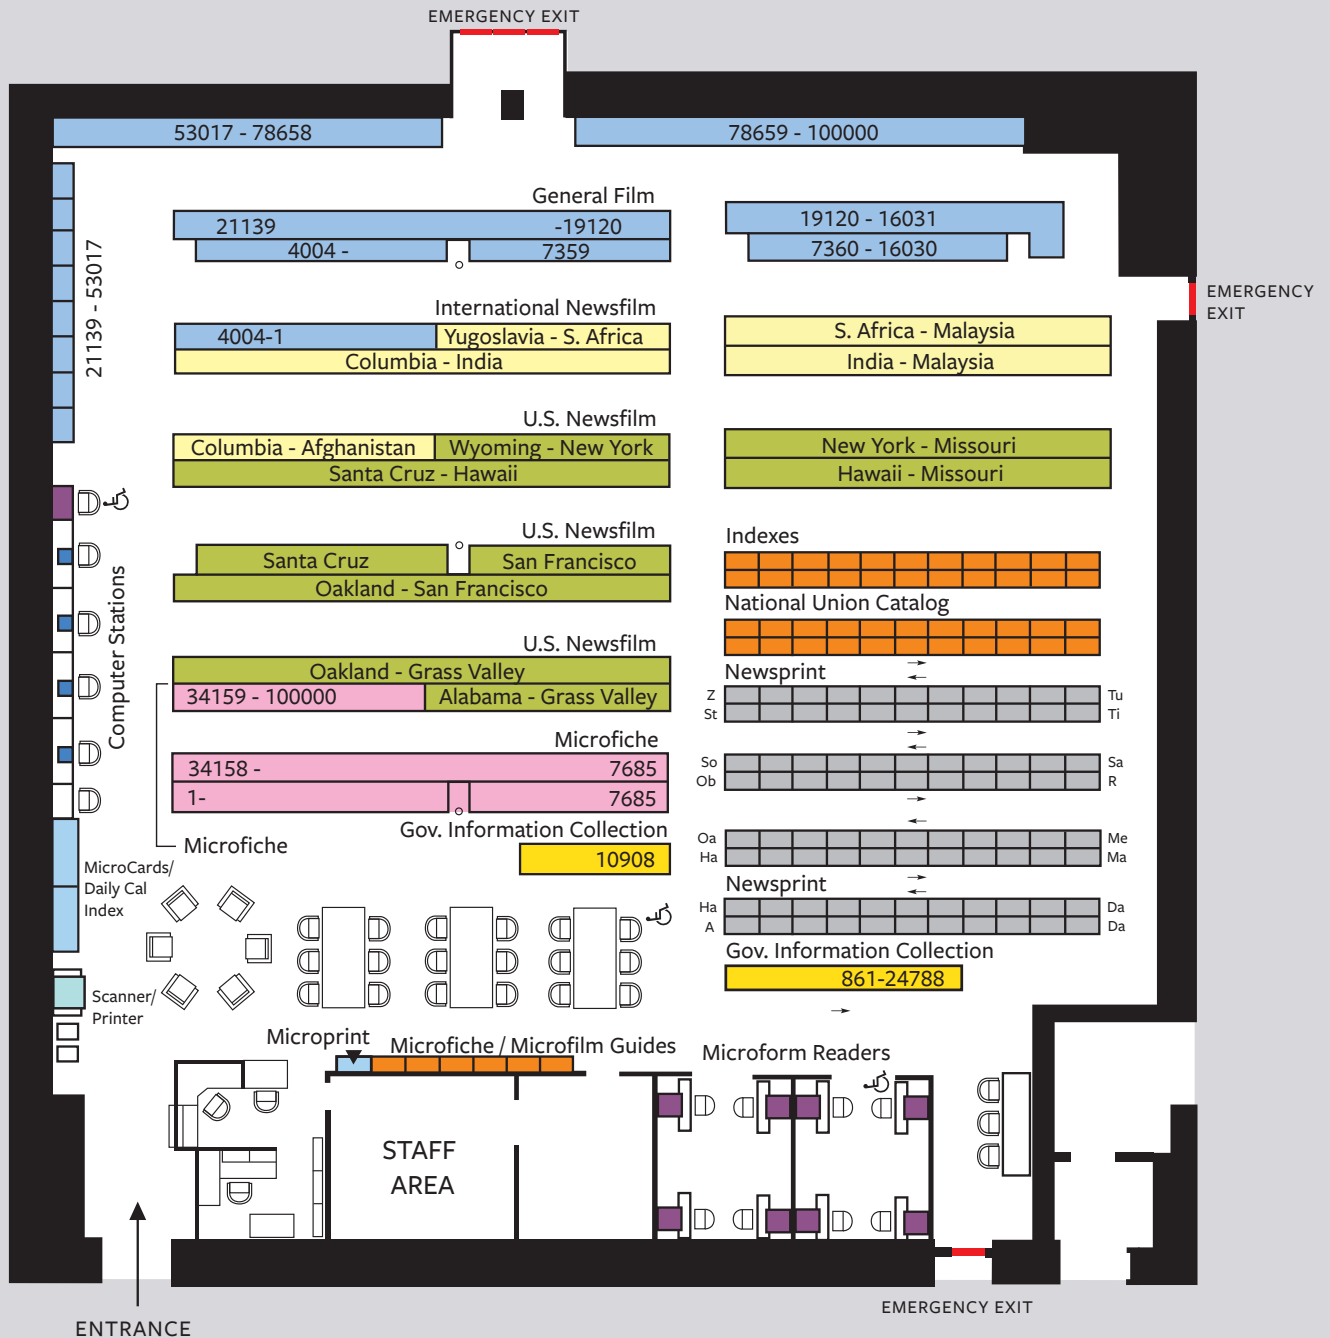 EMERGENCY EXIT
53017 - 78658
78659 - 100000
General Film
21139 -19120
4004 - 7359
19120 - 16031
7360 - 16030
21139 - 53017
EMERGENCY
EXIT
International Newsfilm
4004-1
Yugoslavia - S. Africa
Columbia - India
S. Africa - Malaysia
India - Malaysia
U.S. Newsfilm
Columbia - Afghanistan
Wyoming - New York
Santa Cruz - Hawaii
New York - Missouri
Hawaii - Missouri
U.S. Newsfilm
Santa Cruz
San Francisco
Oakland - San Francisco
Indexes
National Union Catalog
Computer Stations
U.S. Newsfilm
Oakland - Grass Valley
34159 - 100000
Alabama - Grass Valley
Newsprint
Z Tu
St Ti
Microfiche
34158 - 7685
1- 7685
So Sa
Ob R
Microfiche
Gov. Information Collection
10908
Oa Me
Ha Ma
MicroCards/
Daily Cal
Index
Newsprint
Ha Da
A Da
Gov. Information Collection
861-24788
Scanner/
Printer
Microprint
Microfiche / Microfilm Guides
Microform Readers
STAFF
AREA
EMERGENCY EXIT
ENTRANCE